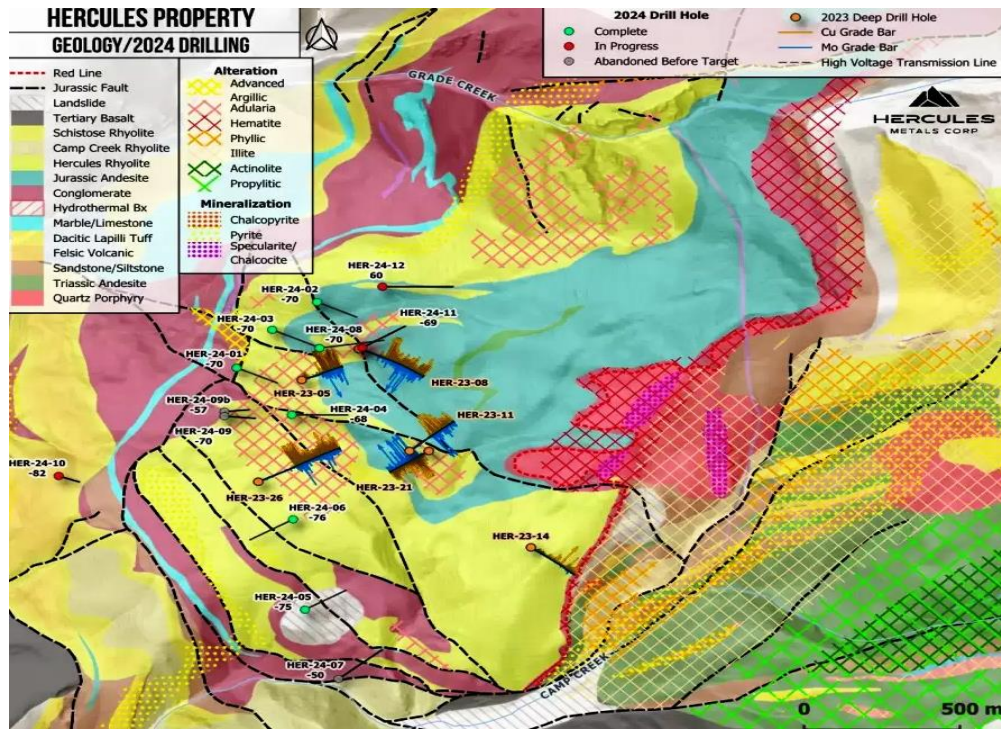 HERCULES PROPERTY
GEOLOGY/2024 DRILLING
Red Line
Jurassic Fault
Landslide
Tertiary Basalt
Schistose Rhyolite
Camp Creek Rhyolite
Hercules Rhyolite
Jurassic Andesite
Conglomerate
Hydrothermal Bx
Marble/Limestone
Dacitic Lapilli Tuff
Felsic Volcanic
Sandstone/Siltstone
Triassic Andesite
Quartz Porphyry
Alteration
Advanced
Argillic
Adularia
Hematite
Phyllic
Illite
Actinolite
Propylitic
Mineralization
Chalcopyrite
Pyrite
Specularite/
Chalcocite
2024 Drill Hole
Complete
In Progress
Abandoned Before Target
2023 Deep Drill Hole
Cu Grade Bar
Mo Grade Bar
High Voltage Transmission Line
HERCULES
METALS CORP
GRADE CREEK
HER-24-12
60
HER-24-02
-70
HER-24-11
-69
HER-24-03
-70
HER-24-08
-70
HER-24-01
-70
HER-23-05
HER-23-08
HER-24-09b
-57
HER-24-04
-68
HER-23-11
HER-24-09
-70
HER-24-10
-82
HER-23-21
HER-23-26
HER-24-06
-76
HER-23-14
HER-24-05
-75
HER-24-07
-50
CAMP CREEK
0 500 m